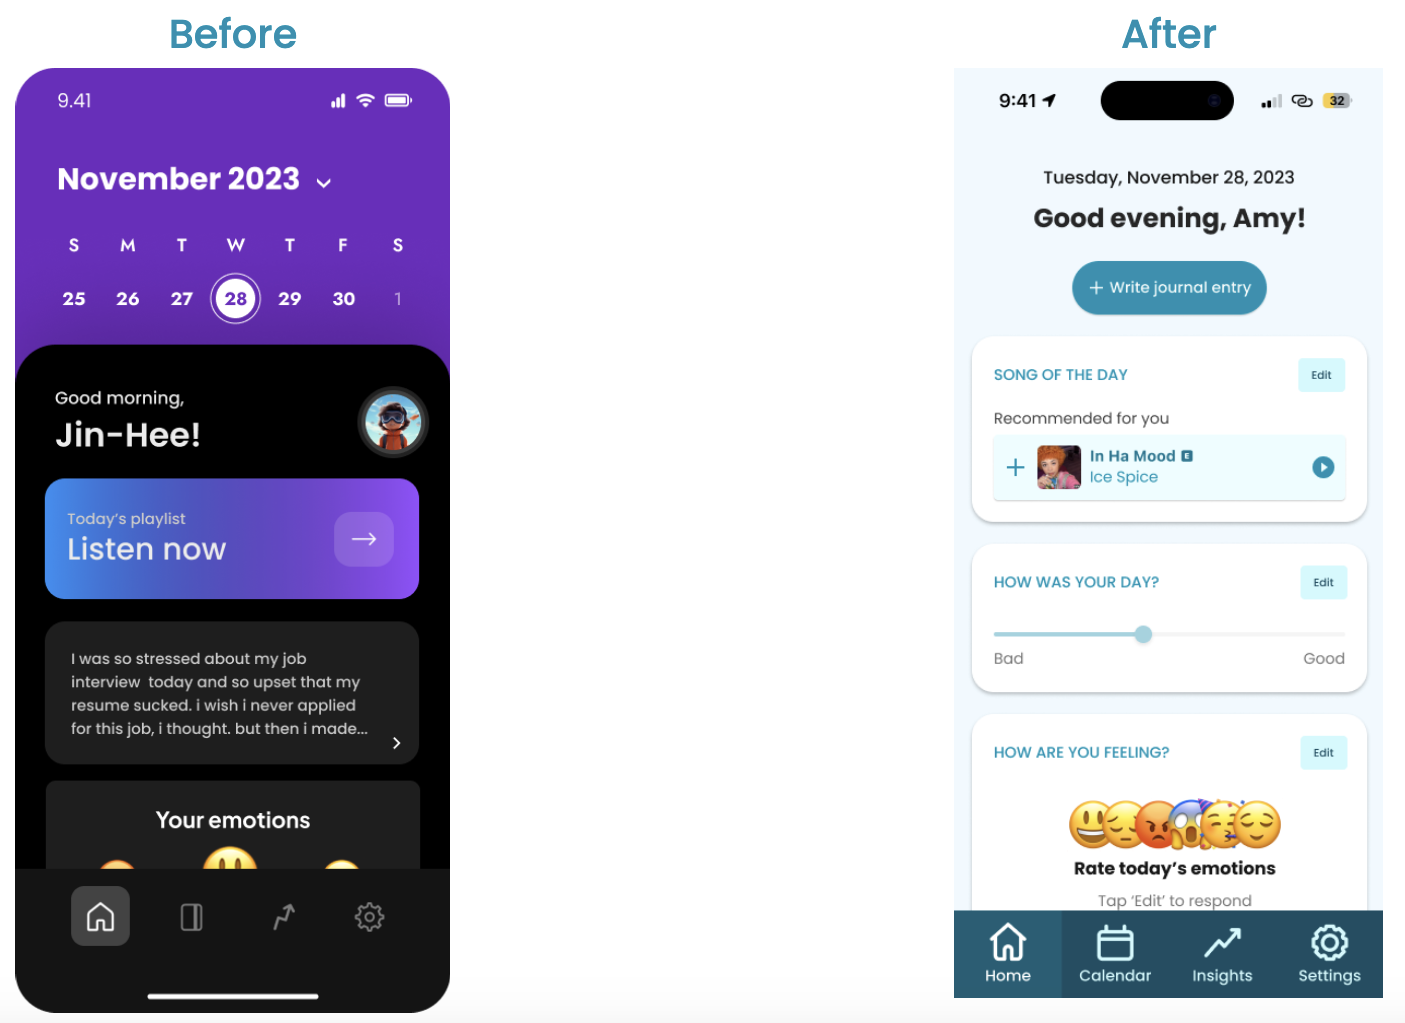 Before
9.41
November 2023
S M T W T F S
25 26 27 28 29 30 1
Good morning,
Jin-Hee!
Today's playlist
Listen now
I was so stressed about my job
interview today and so upset that my
resume sucked. i wish i never applied
for this job, i thought. but then i made...
Your emotions
After
9:41
32
Tuesday, November 28, 2023
Good evening, Amy!
+ Write journal entry
SONG OF THE DAY
Edit
Recommended for you
+ In Ha Mood E
Ice Spice
HOW WAS YOUR DAY?
Edit
Bad Good
HOW ARE YOU FEELING?
Edit
Rate today's emotions
Tap 'Edit' to respond
Home Calendar Insights Settings